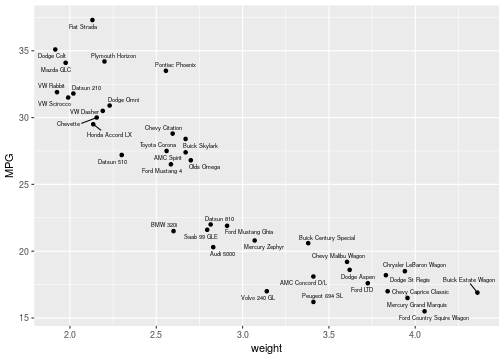 Fiat Strada
35
Dodge Colt
Plymouth Horizon
Mazda GLC
Pontiac Phoenix
VW Rabbit
Datsun 210
VW Scirocco
Dodge Omni
VW Dasher
30
Chevette
Honda Accord LX
Chevy Citation
Toyota Corona
Buick Skylark
Datsun 510
AMC Spirit
Olds Omega
Ford Mustang 4
MPG
25
BMW 320i
Datsun 810
Saab 99 GLE
Ford Mustang Ghia
Buick Century Special
Mercury Zephyr
Audi 5000
Chevy Malibu Wagon
20
Chrysler LeBaron Wagon
Dodge Aspen
AMC Concord D/L
Dodge St Regis
Buick Estate Wagon
Ford LTD
Volvo 240 GL
Peugeot 694 SL
Chevy Caprice Classic
Mercury Grand Marquis
Ford Country Squire Wagon
15
2.0 2.5 3.0 3.5 4.0
weight